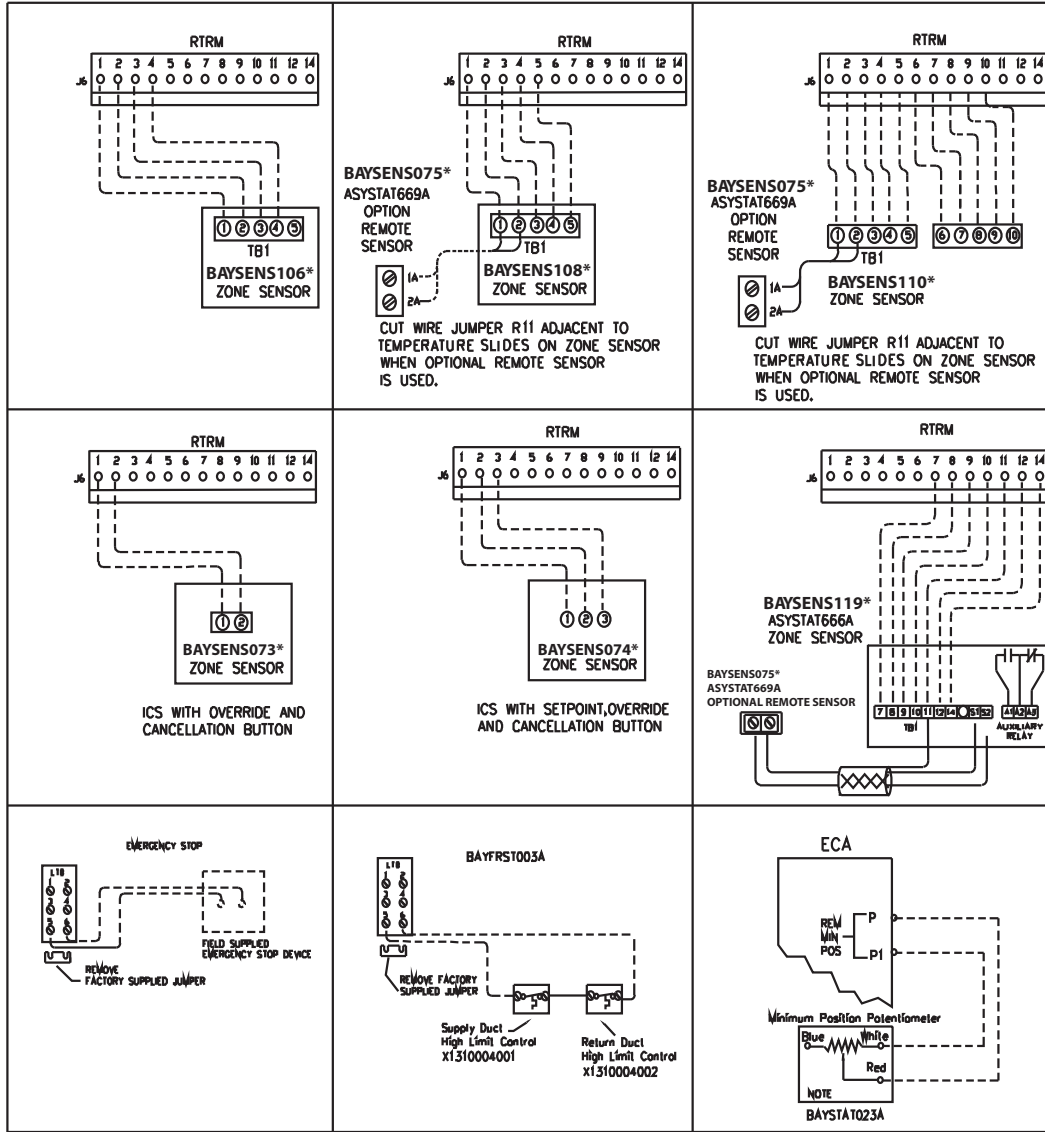 RTRM
1 2 3 4 5 6 7 8 9 10 11 12 14
J6
1 2 3 4 5
TB1
BAYSENS106*
ZONE SENSOR
RTRM
1 2 3 4 5 6 7 8 9 10 11 12 14
J6
BAYSENS075*
ASYSTAT669A
OPTION
REMOTE
SENSOR
1 2 3 4 5
TB1
1A
2A
BAYSENS108*
ZONE SENSOR
CUT WIRE JUMPER R11 ADJACENT TO
TEMPERATURE SLIDES ON ZONE SENSOR
WHEN OPTIONAL REMOTE SENSOR
IS USED.
RTRM
1 2 3 4 5 6 7 8 9 10 11 12 14
J6
BAYSENS075*
ASYSTAT669A
OPTION
REMOTE
SENSOR
1 2 3 4 5 6 7 8 9 10
TB1
1A
2A
BAYSENS110*
ZONE SENSOR
CUT WIRE JUMPER R11 ADJACENT TO
TEMPERATURE SLIDES ON ZONE SENSOR
WHEN OPTIONAL REMOTE SENSOR
IS USED.
RTRM
1 2 3 4 5 6 7 8 9 10 11 12 14
J6
1 2
BAYSENS073*
ZONE SENSOR
ICS WITH OVERRIDE AND
CANCELLATION BUTTON
RTRM
1 2 3 4 5 6 7 8 9 10 11 12 14
J6
1 2 3
BAYSENS074*
ZONE SENSOR
ICS WITH SETPOINT,OVERRIDE
AND CANCELLATION BUTTON
RTRM
1 2 3 4 5 6 7 8 9 10 11 12 14
J6
BAYSENS119*
ASYSTAT666A
ZONE SENSOR
BAYSENS075*
ASYSTAT669A
OPTIONAL REMOTE SENSOR
7 8 9 10 11 12 14 S1 S2
TB1
A1 A2 A3
AUXILIARY
RELAY
EMERGENCY STOP
LTB
1 2
3 4
5 6
FIELD SUPPLIED
EMERGENCY STOP DEVICE
REMOVE
FACTORY SUPPLIED JUMPER
BAYFRST003A
LTB
1 2
3 4
5 6
REMOVE FACTORY
SUPPLIED JUMPER
Supply Duct
High Limit Control
X1310004001
Return Duct
High Limit Control
X1310004002
ECA
REM
MIN
POS
P
P1
Minimum Position Potentiometer
Blue White
Red
NOTE
BAYSTAT023A